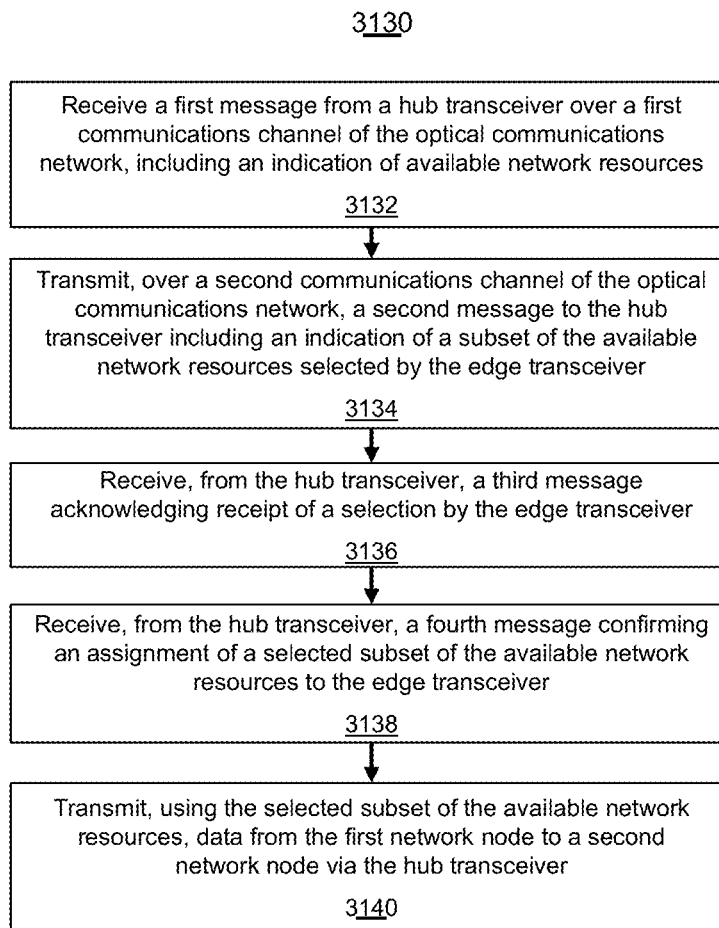 3130
Receive a first message from a hub transceiver over a first
communications channel of the optical communications
network, including an indication of available network resources
3132
Transmit, over a second communications channel of the optical
communications network, a second message to the hub
transceiver including an indication of a subset of the available
network resources selected by the edge transceiver
3134
Receive, from the hub transceiver, a third message
acknowledging receipt of a selection by the edge transceiver
3136
Receive, from the hub transceiver, a fourth message confirming
an assignment of a selected subset of the available network
resources to the edge transceiver
3138
Transmit, using the selected subset of the available network
resources, data from the first network node to a second
network node via the hub transceiver
3140